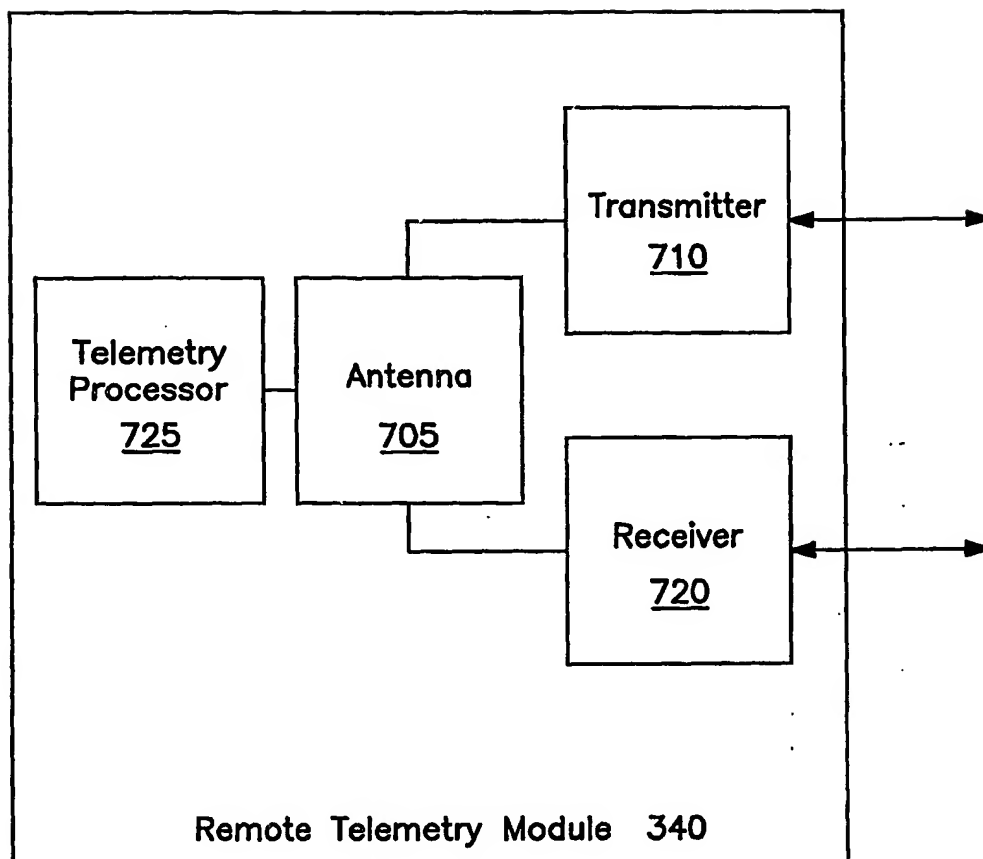 Transmitter
710
Telemetry
Processor
725
Antenna
705
Receiver
720
Remote Telemetry Module 340